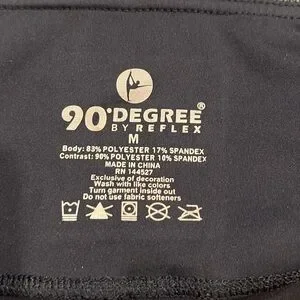 90°DEGREE®
BY REFLEX
M
Body: 83% POLYESTER 17% SPANDEX
Contrast: 90% POLYESTER 10% SPANDEX
MADE IN CHINA
RN 144527
Exclusive of decoration
Wash with like colors
Turn garment inside out
Do not use fabric softeners